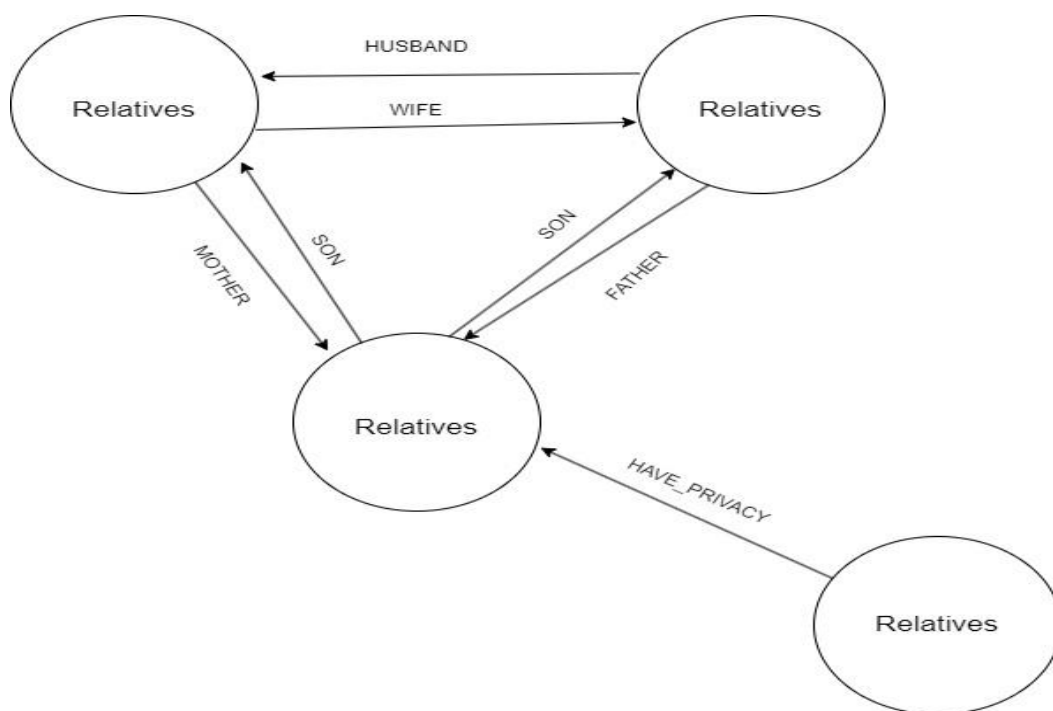 HUSBAND
Relatives
Relatives
WIFE
SON
SON
MOTHER
FATHER
Relatives
HAVE_PRIVACY
Relatives